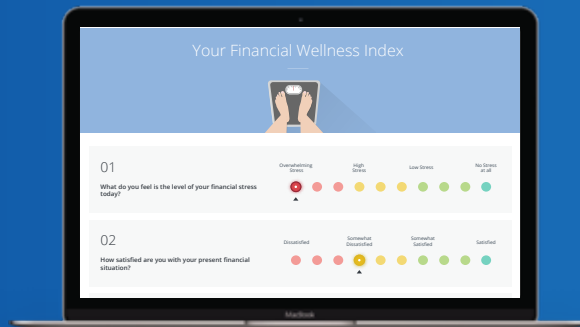 Your Financial Wellness Index
01
What do you feel is the level of your financial stress
today?
Overwhelming
Stress
High
Stress
Low Stress
No Stress
at all
02
How satisfied are you with your present financial
situation?
Dissatisfied
Somewhat
Dissatisfied
Somewhat
Satisfied
Satisfied
MacBook